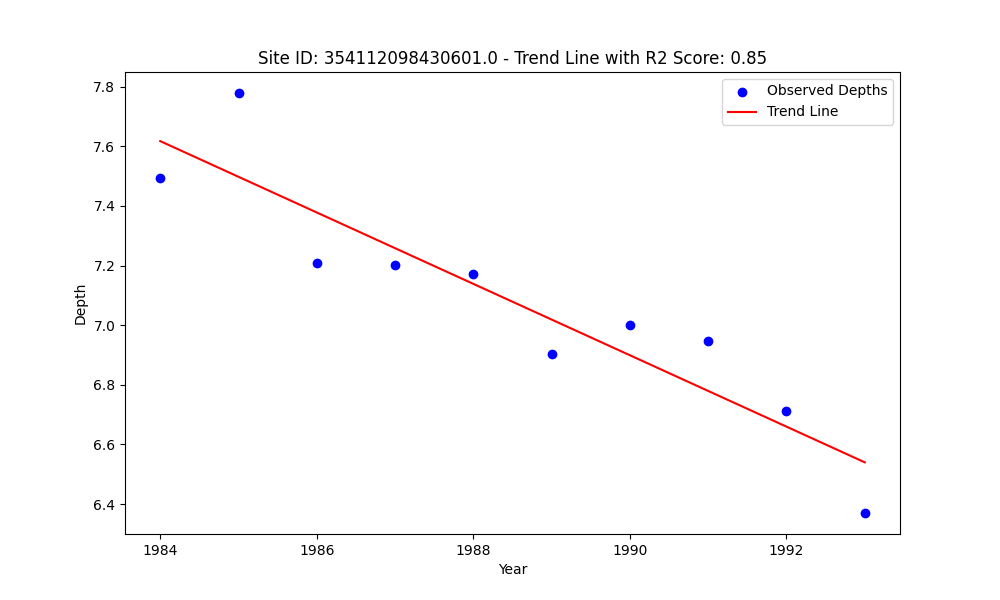 Site ID: 354112098430601.0 - Trend Line with R2 Score: 0.85
Observed Depths
Trend Line
7.8
7.6
7.4
7.2
7.0
6.8
6.6
6.4
Depth
1984
1986
1988
1990
1992
Year